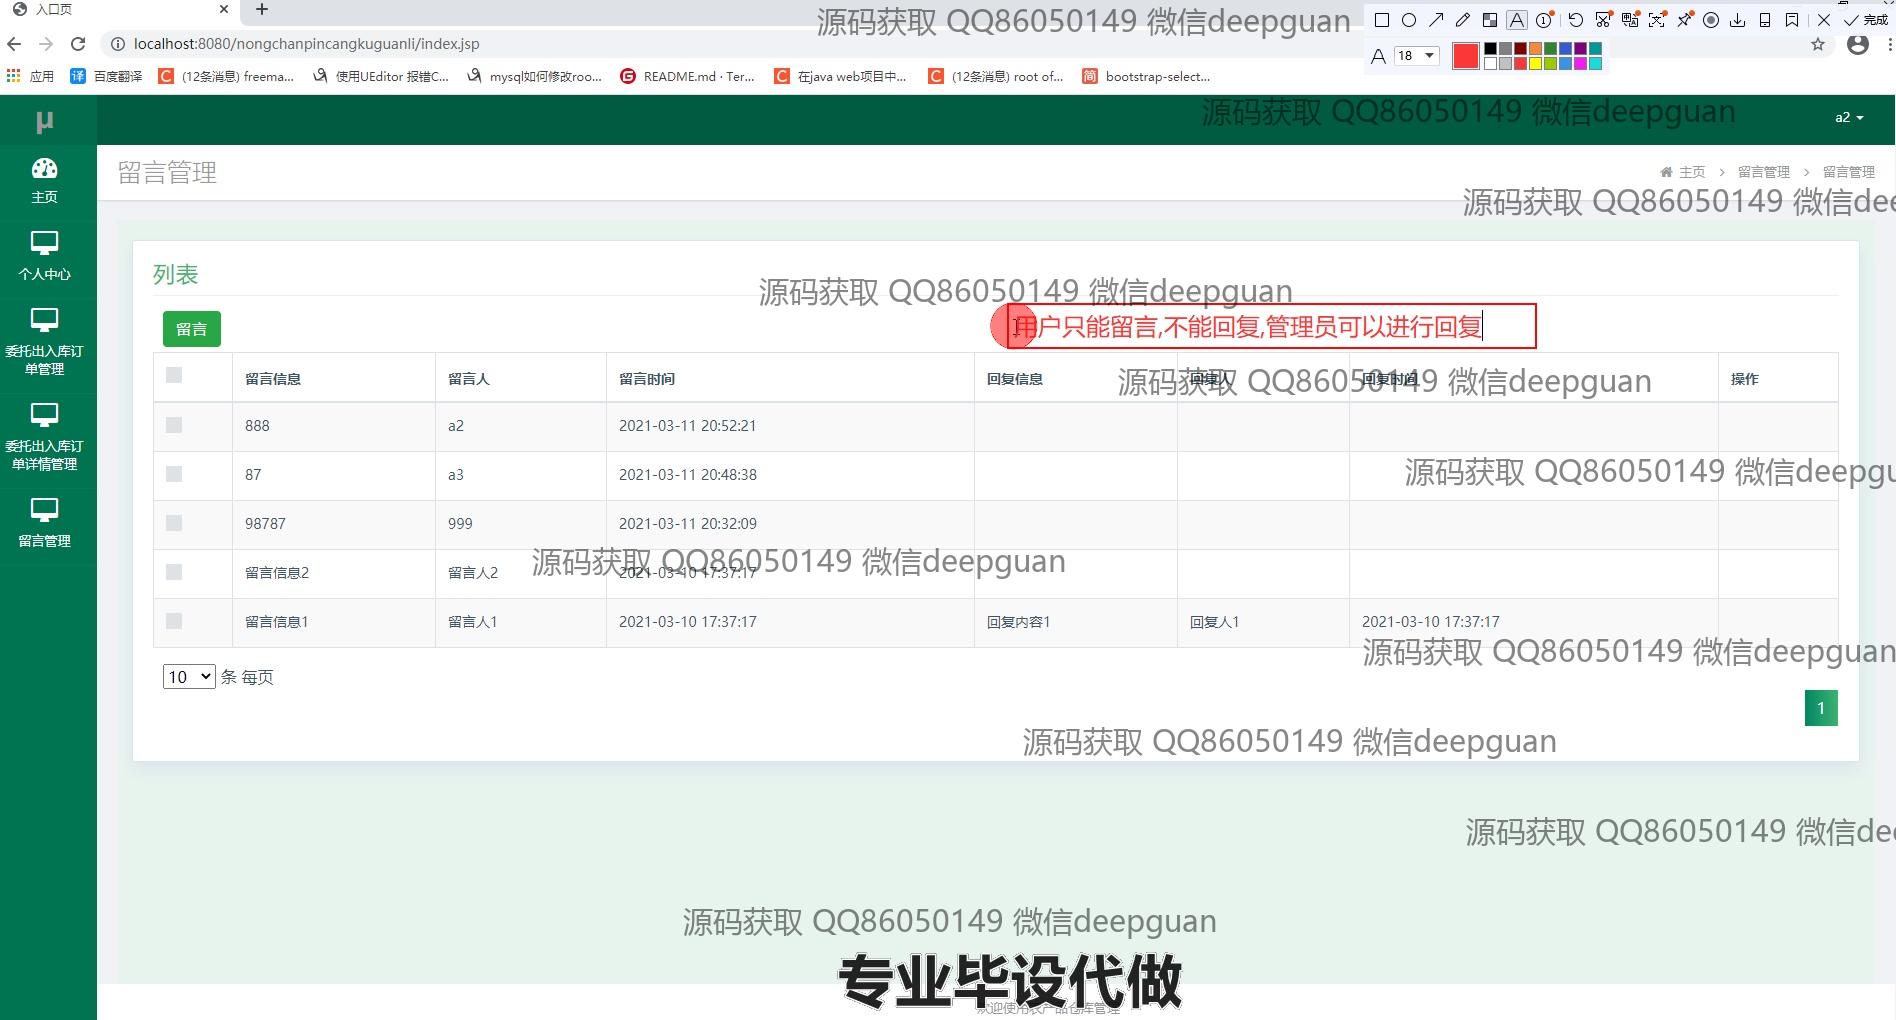 入口页
源码获取 QQ86050149 微信deepguan
完成
localhost:8080/nongchanpincangkuguanli/index.jsp
18
应用 百度翻译 (12条消息) freema... 使用UEditor 报错C... mysql如何修改roo... README.md · Ter... 在java web项目中... (12条消息) root of... bootstrap-select...
源码获取 QQ86050149 微信deepguan
μ
a2
主页
留言管理
主页 > 留言管理 > 留言管理
源码获取 QQ86050149 微信dee
个人中心
列表
源码获取 QQ86050149 微信deepguan
留言
用户只能留言,不能回复,管理员可以进行回复
委托出入库订
单管理
留言信息 留言人 留言时间 回复信息 回复人 回复时间 操作
源码获取 QQ86050149 微信deepguan
888 a2 2021-03-11 20:52:21
委托出入库订
单详情管理
87 a3 2021-03-11 20:48:38
源码获取 QQ86050149 微信deepgu
98787 999 2021-03-11 20:32:09
留言管理
源码获取 QQ86050149 微信deepguan
留言信息2 留言人2 2021-03-10 17:37:17
留言信息1 留言人1 2021-03-10 17:37:17 回复内容1 回复人1 2021-03-10 17:37:17
源码获取 QQ86050149 微信deepguan
10 条 每页
1
源码获取 QQ86050149 微信deepguan
源码获取 QQ86050149 微信dee
源码获取 QQ86050149 微信deepguan
专业毕设代做
欢迎使用农产品仓库管理